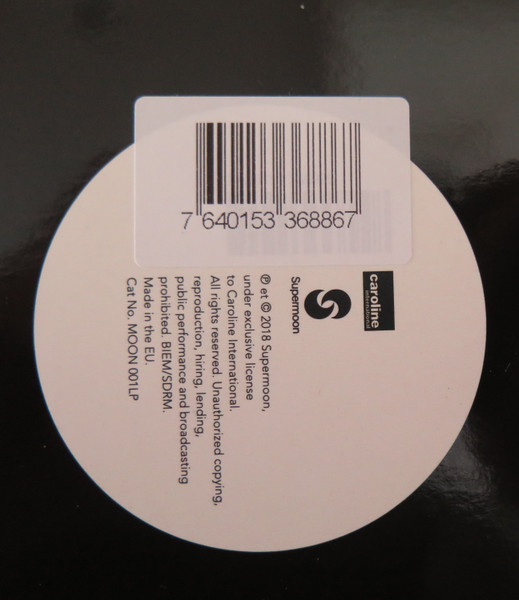 7 640153 368867
caroline
international
Supermoon
℗ et © 2018 Supermoon,
under exclusive license
to Caroline International.
All rights reserved. Unauthorized copying,
reproduction, hiring, lending,
public performance and broadcasting
prohibited. BIEM/SDRM.
Made in the EU.
Cat No. MOON 001LP